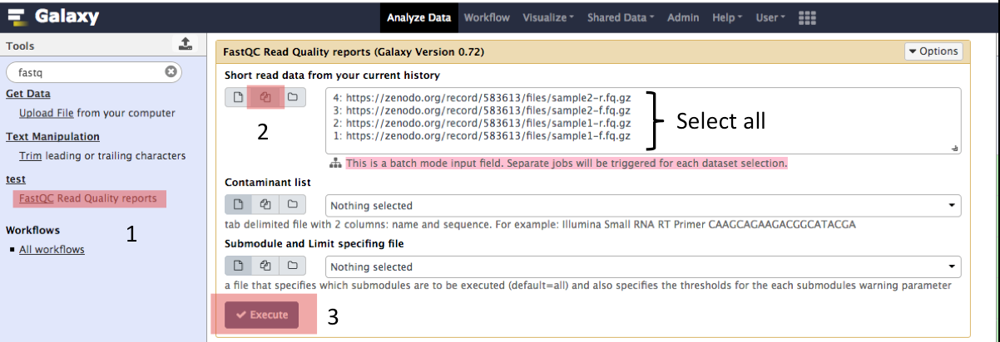 Galaxy
Analyze Data Workflow Visualize Shared Data Admin Help User
Tools
fastq
Get Data
Upload File from your computer
Text Manipulation
Trim leading or trailing characters
test
FastQC Read Quality reports
1
Workflows
All workflows
FastQC Read Quality reports (Galaxy Version 0.72)
Options
Short read data from your current history
2
4: https://zenodo.org/record/583613/files/sample2-r.fq.gz
3: https://zenodo.org/record/583613/files/sample2-f.fq.gz
2: https://zenodo.org/record/583613/files/sample1-r.fq.gz
1: https://zenodo.org/record/583613/files/sample1-f.fq.gz
Select all
This is a batch mode input field. Separate jobs will be triggered for each dataset selection.
Contaminant list
Nothing selected
tab delimited file with 2 columns: name and sequence. For example: Illumina Small RNA RT Primer CAAGCAGAAGACGGCATACGA
Submodule and Limit specifing file
Nothing selected
a file that specifies which submodules are to be executed (default=all) and also specifies the thresholds for the each submodules warning parameter
Execute
3